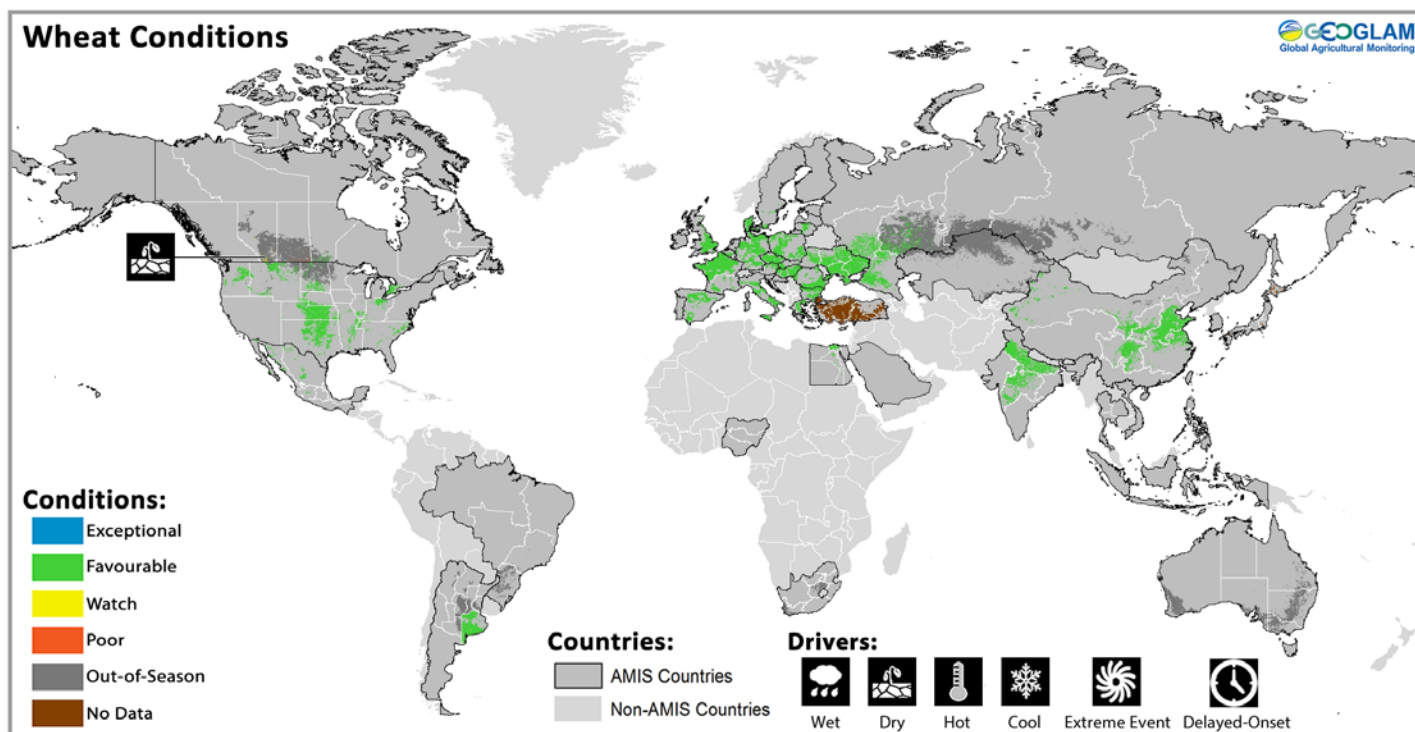 Wheat Conditions
GEOGLAM
Global Agricultural Monitoring
Conditions:
Exceptional
Favourable
Watch
Poor
Out-of-Season
No Data
Countries:
AMIS Countries
Non-AMIS Countries
Drivers:
Wet
Dry
Hot
Cool
Extreme Event
Delayed-Onset